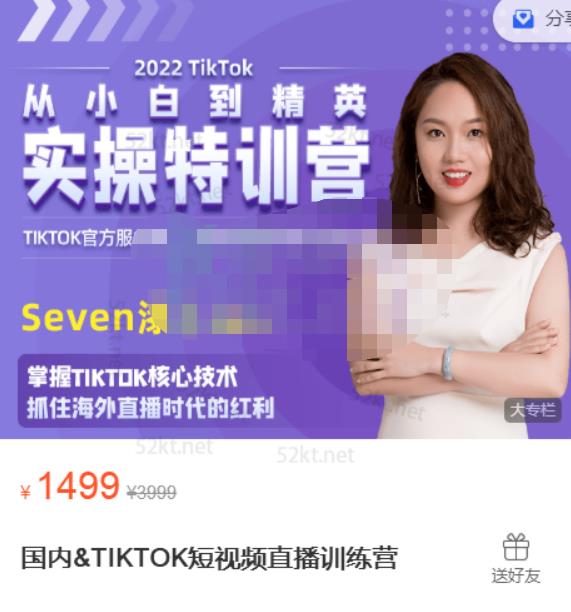 分享
2022 TikTok
从小白到精英
实操特训营
TIKTOK官方服
Seven
掌握TIKTOK核心技术
抓住海外直播时代的红利
大专栏
52kt.net
52kt.net
¥1499 ¥3999
国内&TIKTOK短视频直播训练营
送好友